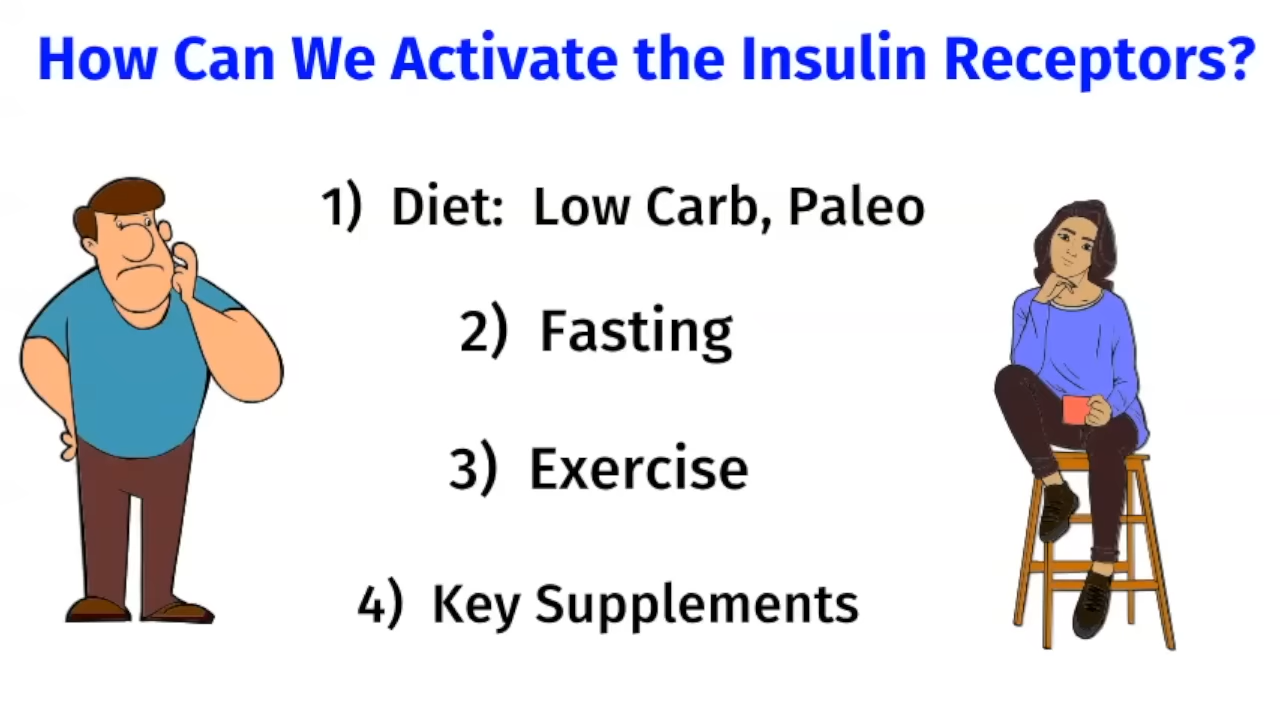 How Can We Activate the Insulin Receptors?
1) Diet: Low Carb, Paleo
2) Fasting
3) Exercise
4) Key Supplements